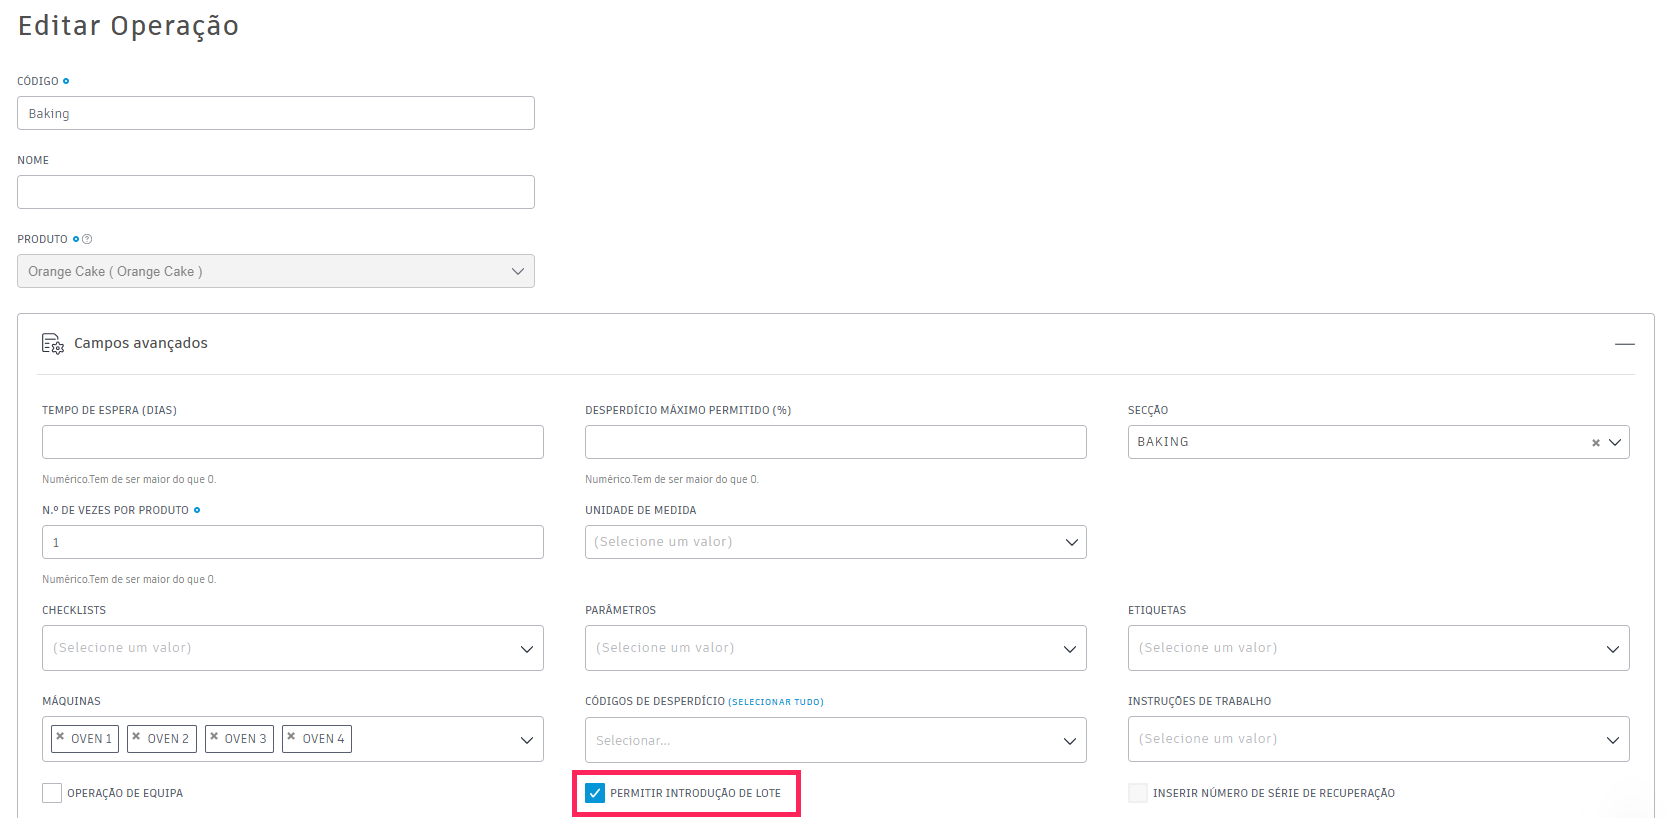 Editar Operação
CÓDIGO
Baking
NOME
PRODUTO
Orange Cake ( Orange Cake )
Campos avançados
TEMPO DE ESPERA (DIAS)
DESPERDÍCIO MÁXIMO PERMITIDO (%)
SECÇÃO
BAKING
Numérico.Tem de ser maior do que 0.
Numérico.Tem de ser maior do que 0.
N.º DE VEZES POR PRODUTO
UNIDADE DE MEDIDA
1
(Selecione um valor)
Numérico.Tem de ser maior do que 0.
CHECKLISTS
PARÂMETROS
ETIQUETAS
(Selecione um valor)
(Selecione um valor)
(Selecione um valor)
MÁQUINAS
CÓDIGOS DE DESPERDÍCIO (SELECIONAR TUDO)
INSTRUÇÕES DE TRABALHO
OVEN 1
OVEN 2
OVEN 3
OVEN 4
Selecionar...
(Selecione um valor)
OPERAÇÃO DE EQUIPA
PERMITIR INTRODUÇÃO DE LOTE
INSERIR NÚMERO DE SÉRIE DE RECUPERAÇÃO